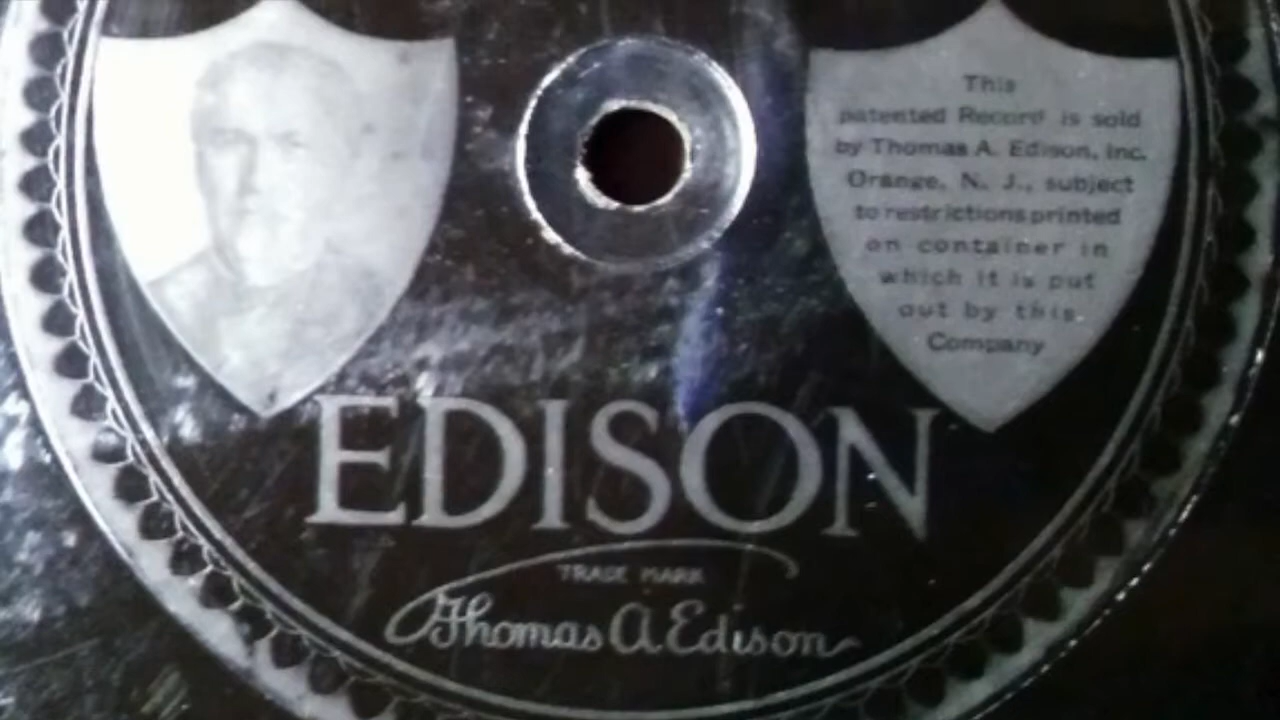 This
patented Record is sold
by Thomas A. Edison, Inc.
Orange, N. J., subject
to restrictions printed
on container in
which it is put
out by this
Company
EDISON
TRADE MARK
Thomas A Edison